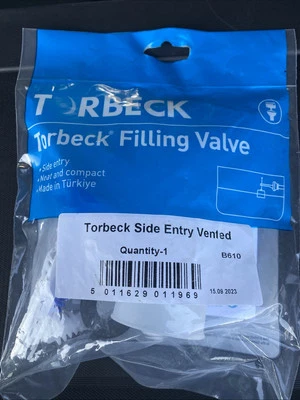 TORBECK
Torbeck® Filling Valve
• Side entry
• Neat and compact
• Made in Türkiye
Torbeck Side Entry Vented
Quantity-1
B610
5 011629 011969
15.09.2023